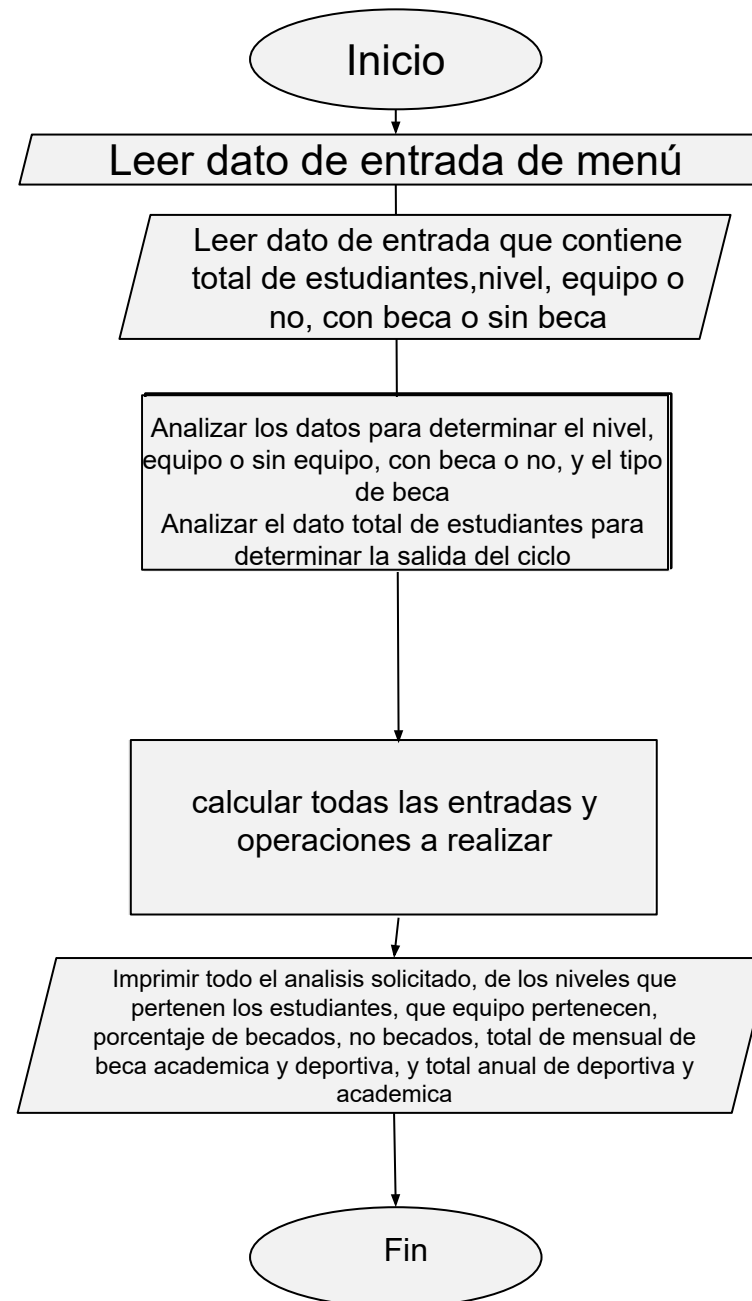 Inicio
Leer dato de entrada de menú
Leer dato de entrada que contiene
total de estudiantes,nivel, equipo o
no, con beca o sin beca
Analizar los datos para determinar el nivel,
equipo o sin equipo, con beca o no, y el tipo
de beca
Analizar el dato total de estudiantes para
determinar la salida del ciclo
calcular todas las entradas y
operaciones a realizar
Imprimir todo el analisis solicitado, de los niveles que
pertenen los estudiantes, que equipo pertenecen,
porcentaje de becados, no becados, total de mensual de
beca academica y deportiva, y total anual de deportiva y
academica
Fin